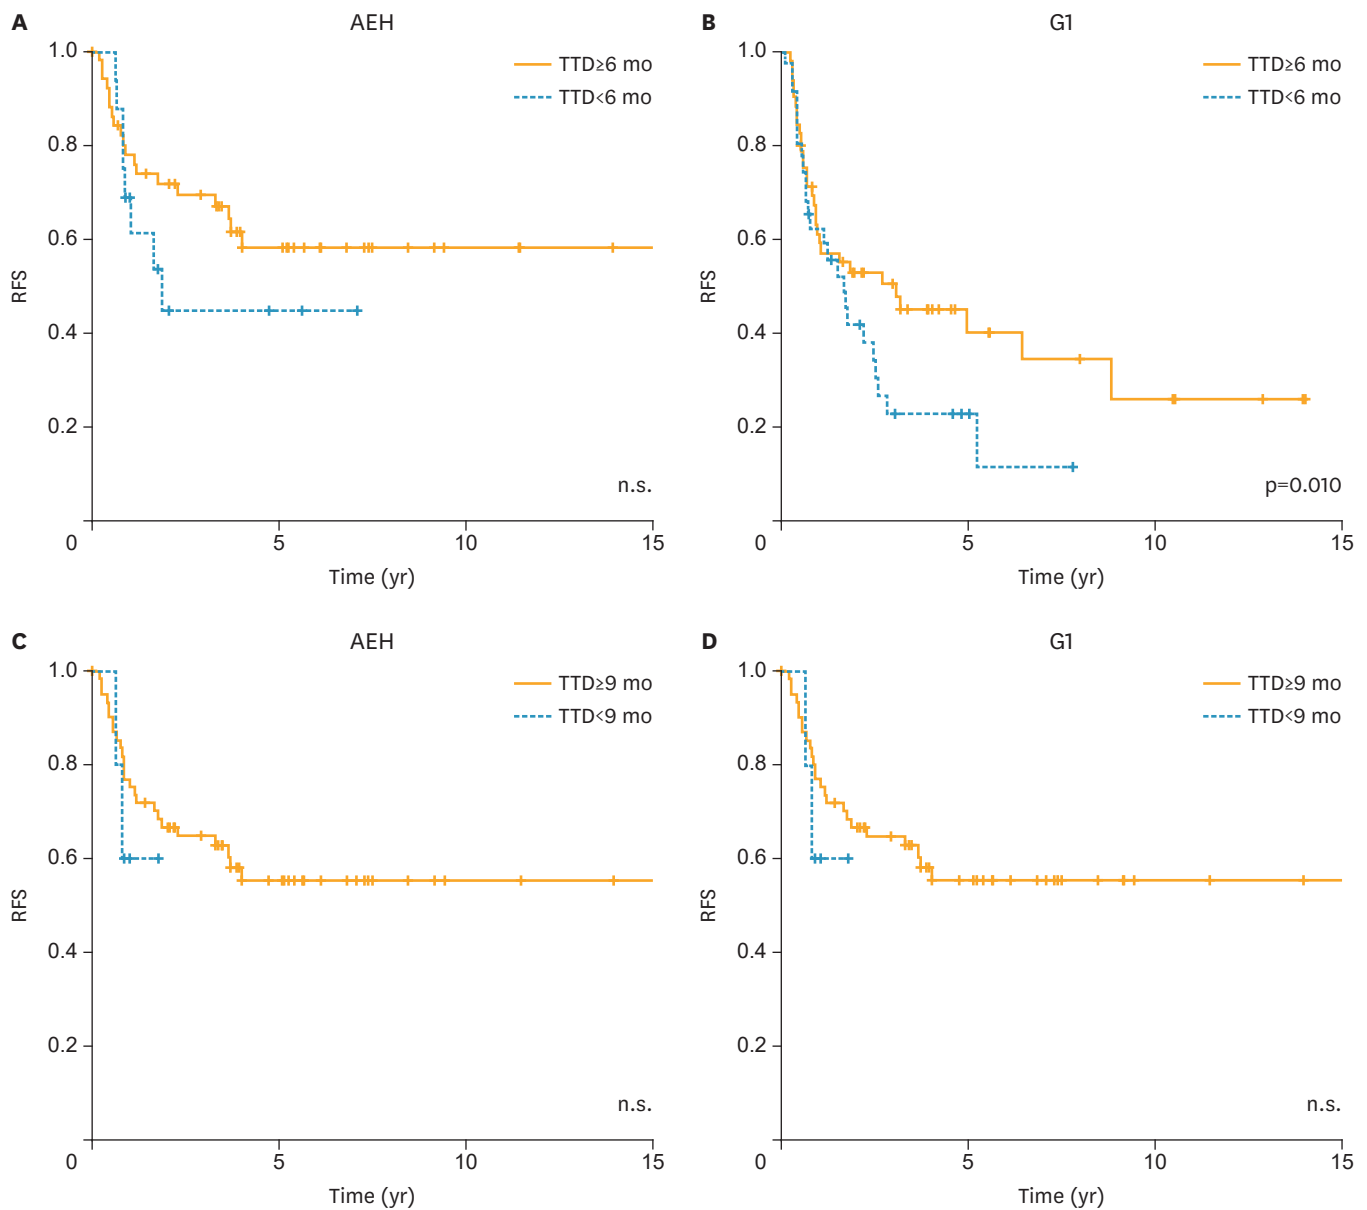 A
AEH
1.0
0.8
0.6
0.4
0.2
0
5
10
15
RFS
Time (yr)
TTD≥6 mo
TTD<6 mo
n.s.
B
G1
1.0
0.8
0.6
0.4
0.2
0
5
10
15
RFS
Time (yr)
TTD≥6 mo
TTD<6 mo
p=0.010
C
AEH
1.0
0.8
0.6
0.4
0.2
0
5
10
15
RFS
Time (yr)
TTD≥9 mo
TTD<9 mo
n.s.
D
G1
1.0
0.8
0.6
0.4
0.2
0
5
10
15
RFS
Time (yr)
TTD≥9 mo
TTD<9 mo
n.s.